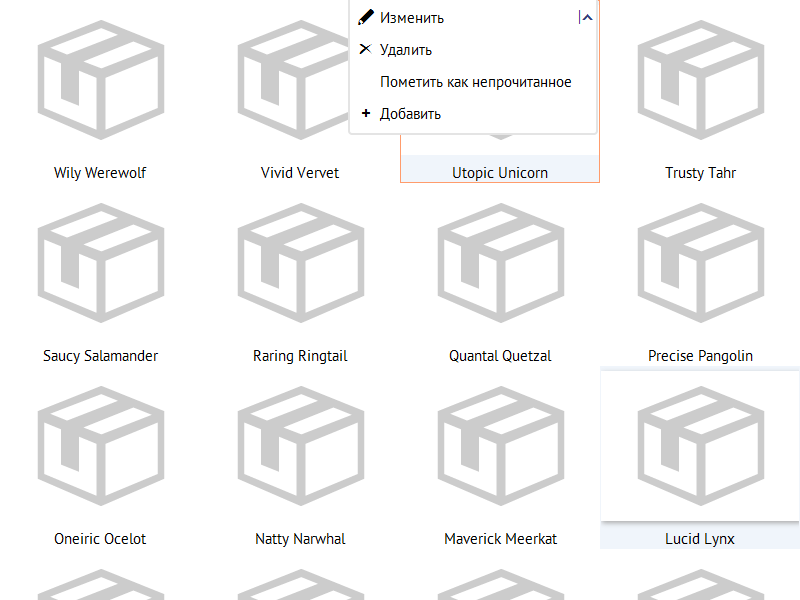 Изменить
Удалить
Пометить как непрочитанное
Добавить
Wily Werewolf
Vivid Vervet
Utopic Unicorn
Trusty Tahr
Saucy Salamander
Raring Ringtail
Quantal Quetzal
Precise Pangolin
Oneiric Ocelot
Natty Narwhal
Maverick Meerkat
Lucid Lynx